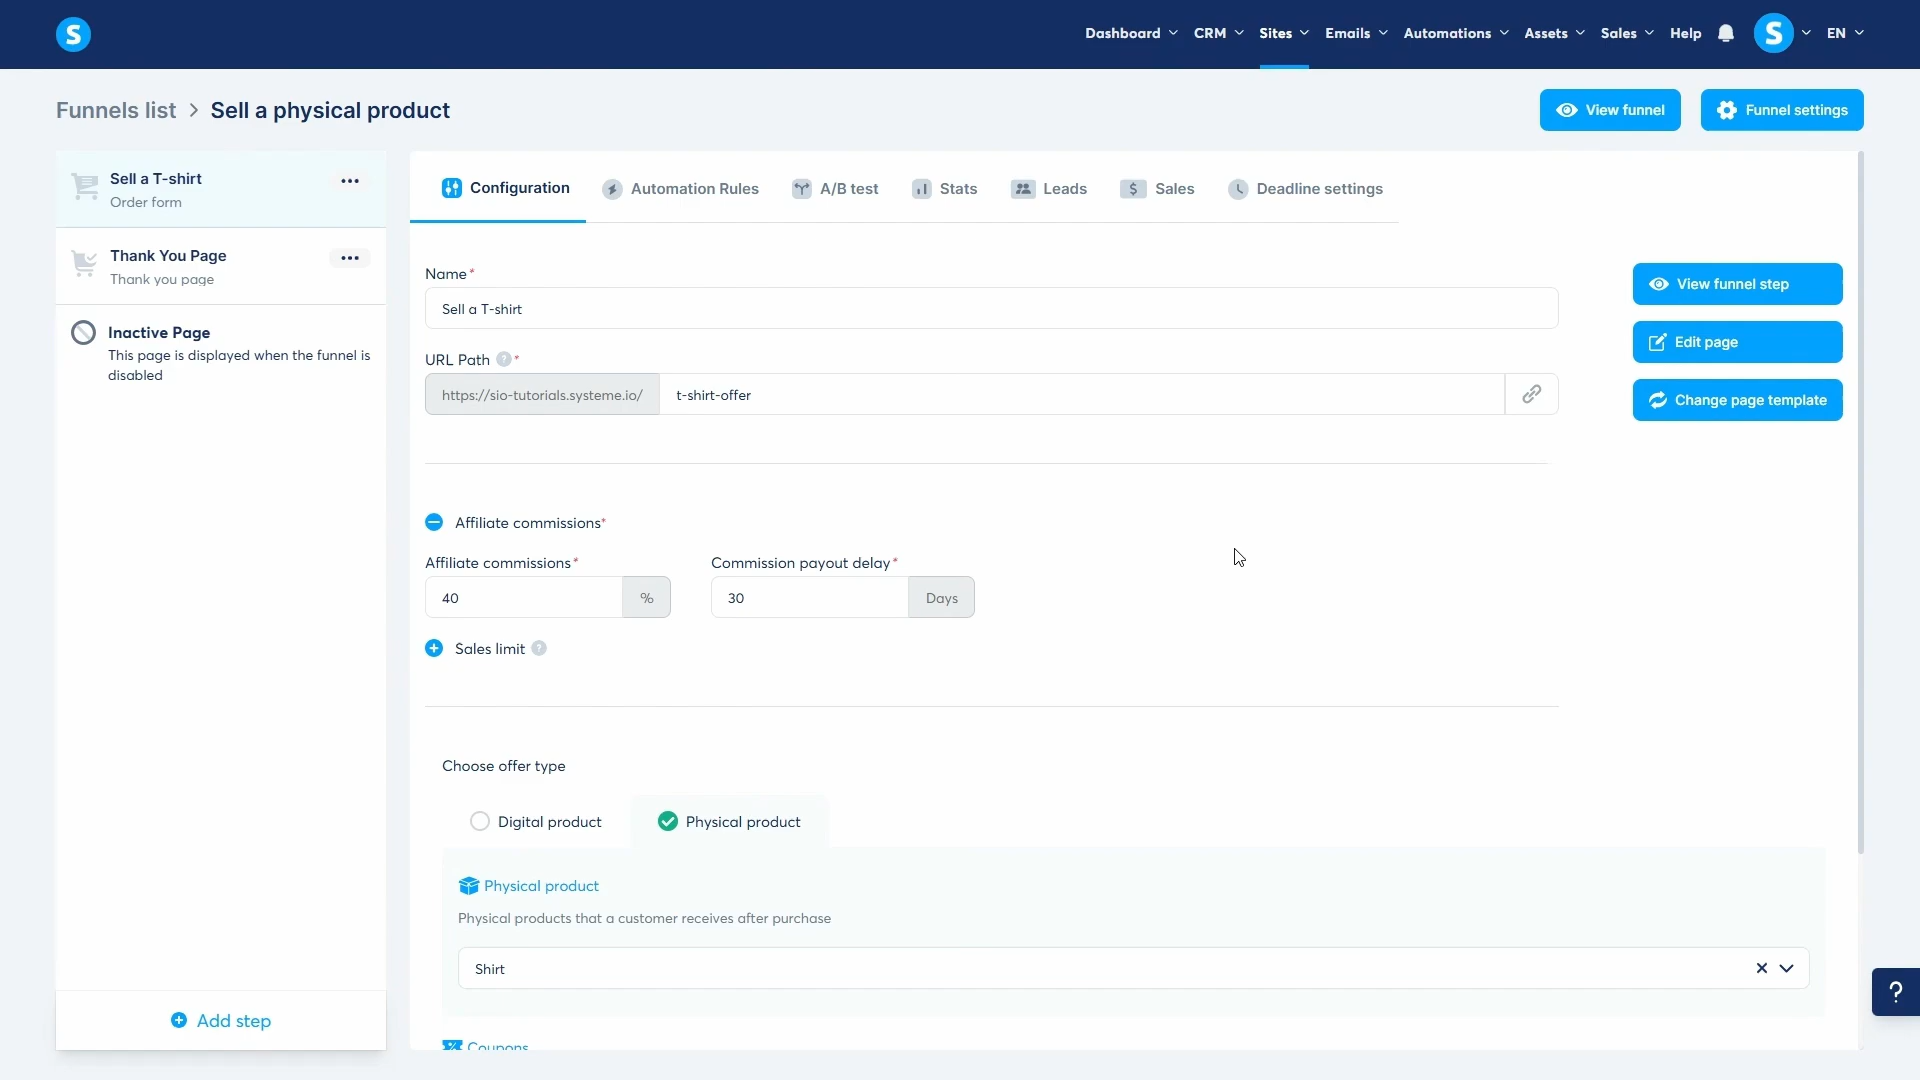 S
Dashboard CRM Sites Emails Automations Assets Sales Help S EN
Funnels list > Sell a physical product
View funnel
Funnel settings
Sell a T-shirt
Order form
Thank You Page
Thank you page
Inactive Page
This page is displayed when the funnel is
disabled
Add step
Configuration Automation Rules A/B test Stats Leads $ Sales Deadline settings
Name*
Sell a T-shirt
URL Path ? *
https://sio-tutorials.systeme.io/ t-shirt-offer
View funnel step
Edit page
Change page template
Affiliate commissions*
Affiliate commissions* Commission payout delay*
40 % 30 Days
Sales limit ?
Choose offer type
Digital product Physical product
Physical product
Physical products that a customer receives after purchase
Shirt
?
Coupons